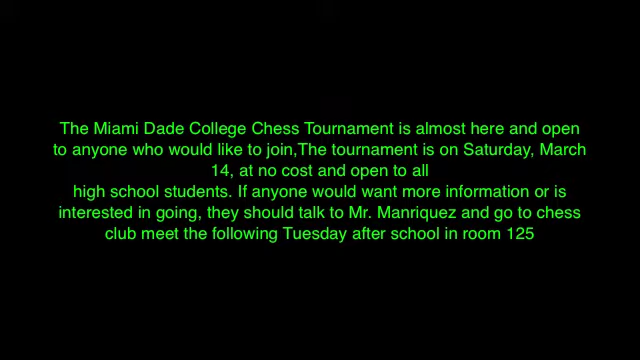 The Miami Dade College Chess Tournament is almost here and open
to anyone who would like to join,The tournament is on Saturday, March
14, at no cost and open to all
high school students. If anyone would want more information or is
interested in going, they should talk to Mr. Manriquez and go to chess
club meet the following Tuesday after school in room 125